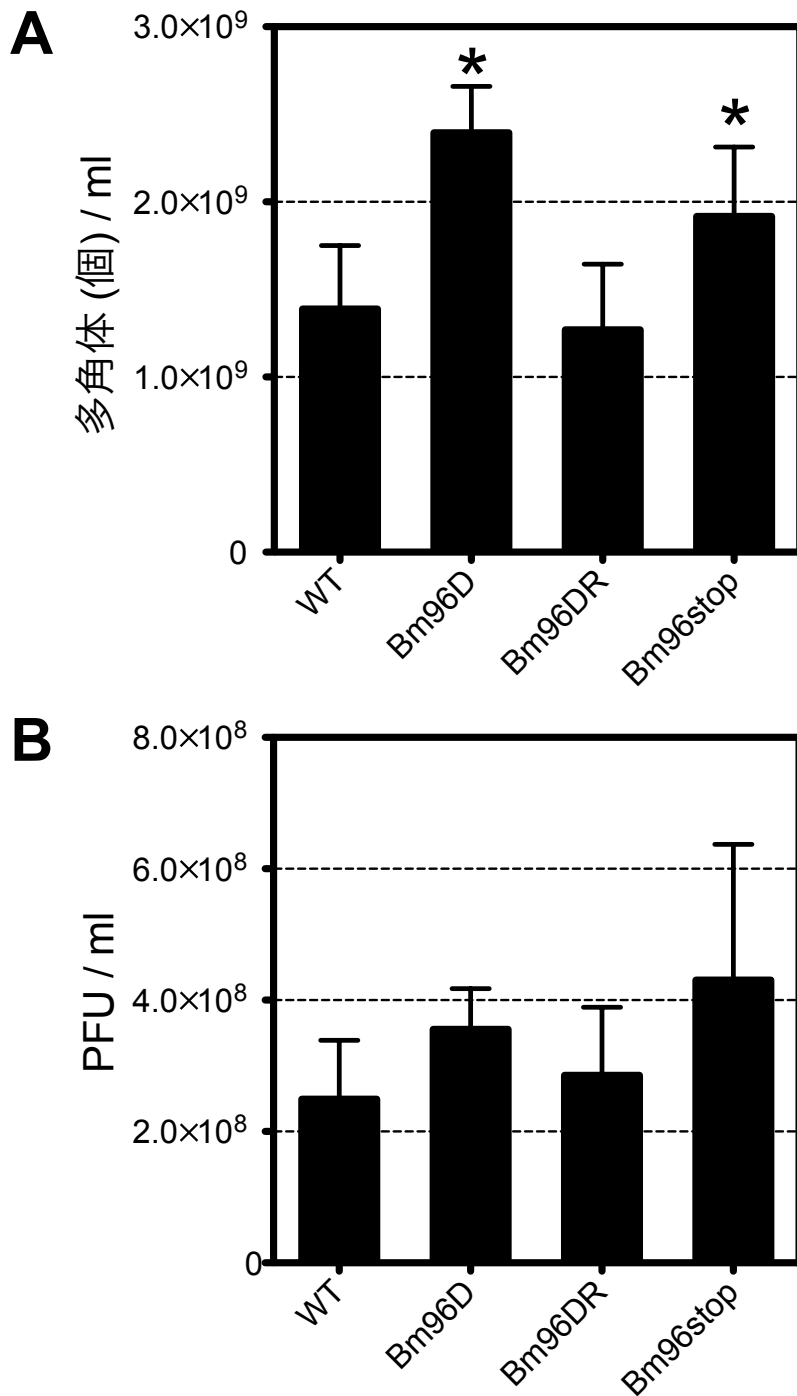 A
多角体 (個) / ml
3.0×10⁹
2.0×10⁹
1.0×10⁹
0
*
*
WT
Bm96D
Bm96DR
Bm96stop
B
PFU / ml
8.0×10⁸
6.0×10⁸
4.0×10⁸
2.0×10⁸
0
WT
Bm96D
Bm96DR
Bm96stop